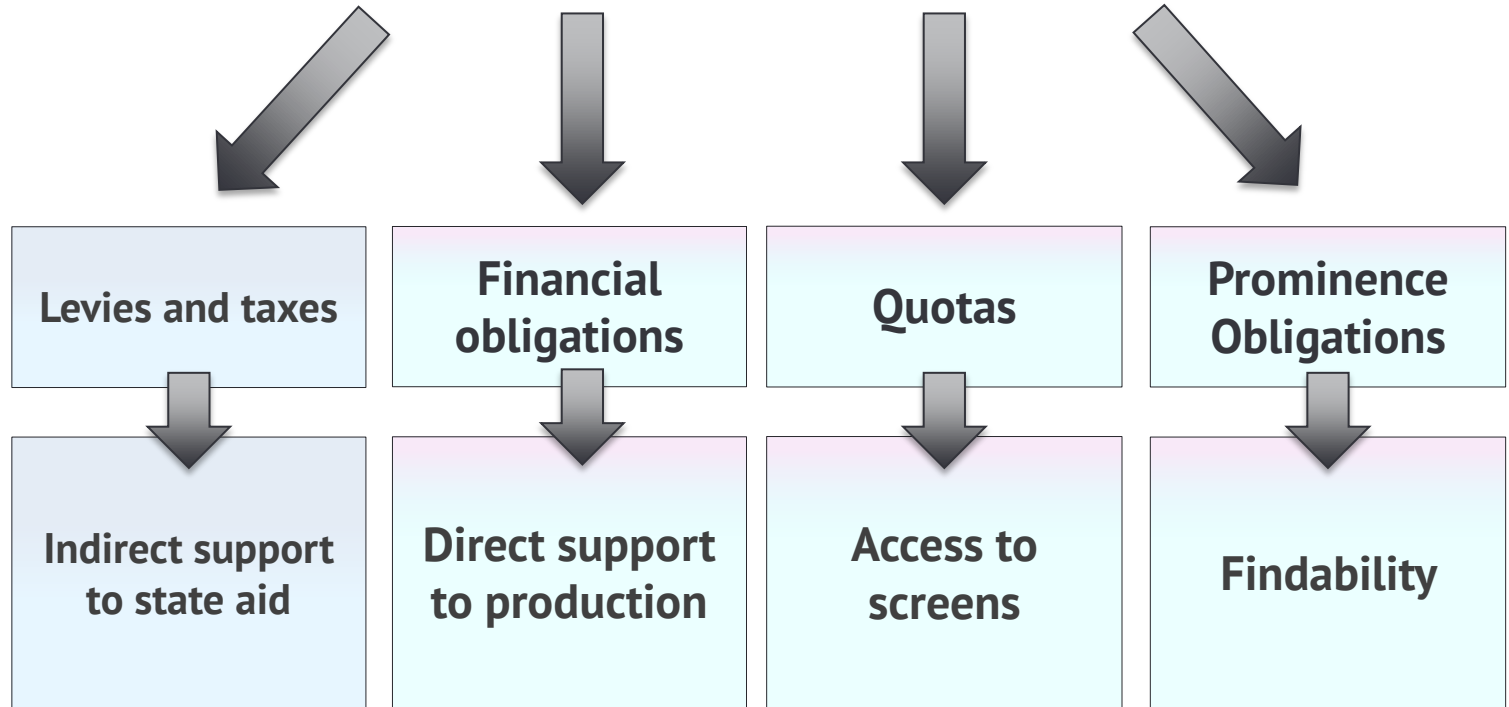 Levies and taxes
Financial
obligations
Quotas
Prominence
Obligations
Indirect support
to state aid
Direct support
to production
Access to
screens
Findability